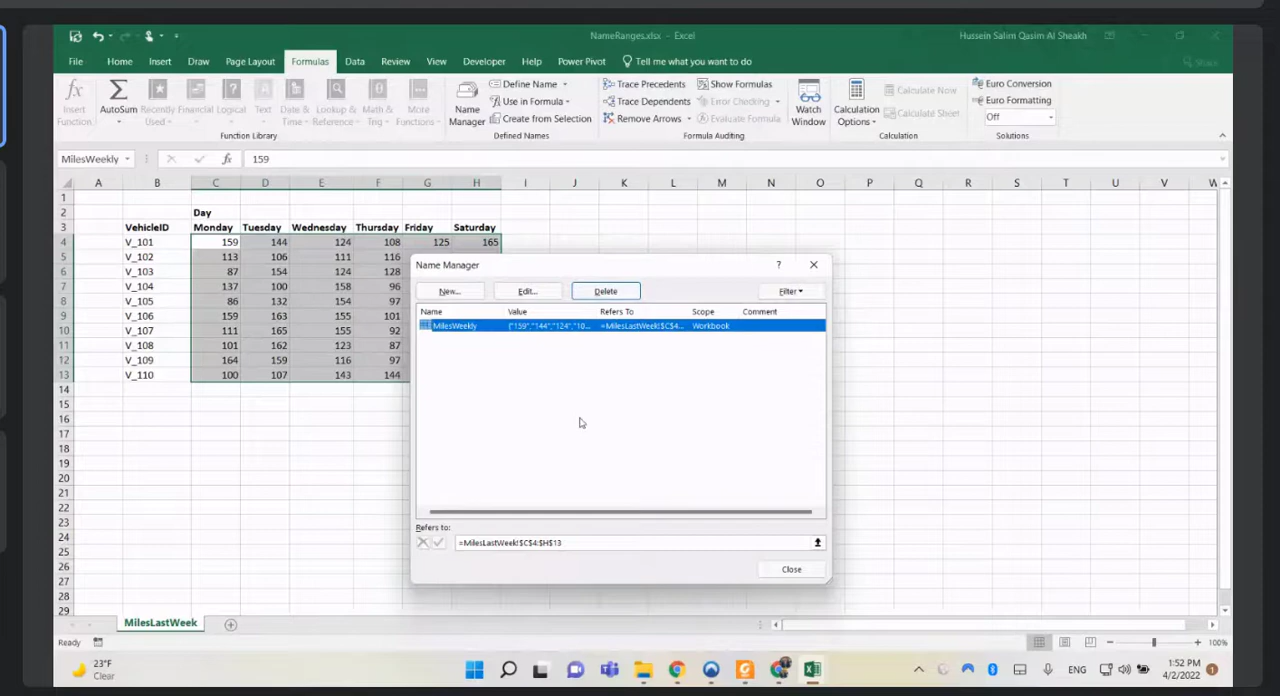 NameRanges.xlsx - Excel
Hussein Salim Qasim Al Sheakh
File Home Insert Draw Page Layout Formulas Data Review View Developer Help Power Pivot Tell me what you want to do Share
Insert Function
AutoSum
Recently Used
Financial
Logical
Text
Date & Time
Lookup & Reference
Math & Trig
More Functions
Function Library
Name Manager
Define Name
Use in Formula
Create from Selection
Defined Names
Trace Precedents
Trace Dependents
Remove Arrows
Show Formulas
Error Checking
Evaluate Formula
Formula Auditing
Watch Window
Calculation Options
Calculate Now
Calculate Sheet
Calculation
Euro Conversion
Euro Formatting
Off
Solutions
MilesWeekly fx 159
A B C D E F G H I J K L M N O P Q R S T U V W
1
2 Day
3 VehicleID Monday Tuesday Wednesday Thursday Friday Saturday
4 V_101 159 144 124 108 125 165
5 V_102 113 106 111 116
6 V_103 87 154 124 128
7 V_104 137 100 158 96
8 V_105 86 132 154 97
9 V_106 159 163 155 101
10 V_107 111 165 155 92
11 V_108 101 162 123 87
12 V_109 164 159 116 97
13 V_110 100 107 143 144
14
15
16
17
18
19
20
21
22
23
24
25
26
27
28
29
Name Manager ?
New... Edit... Delete Filter
Name Value Refers To Scope Comment
MilesWeekly {"159","144","124","10... =MilesLastWeek!$C$4... Workbook
Refers to:
=MilesLastWeek!$C$4:$H$13
Close
MilesLastWeek
Ready
100%
23°F
Clear
ENG
1:52 PM
4/2/2022
1